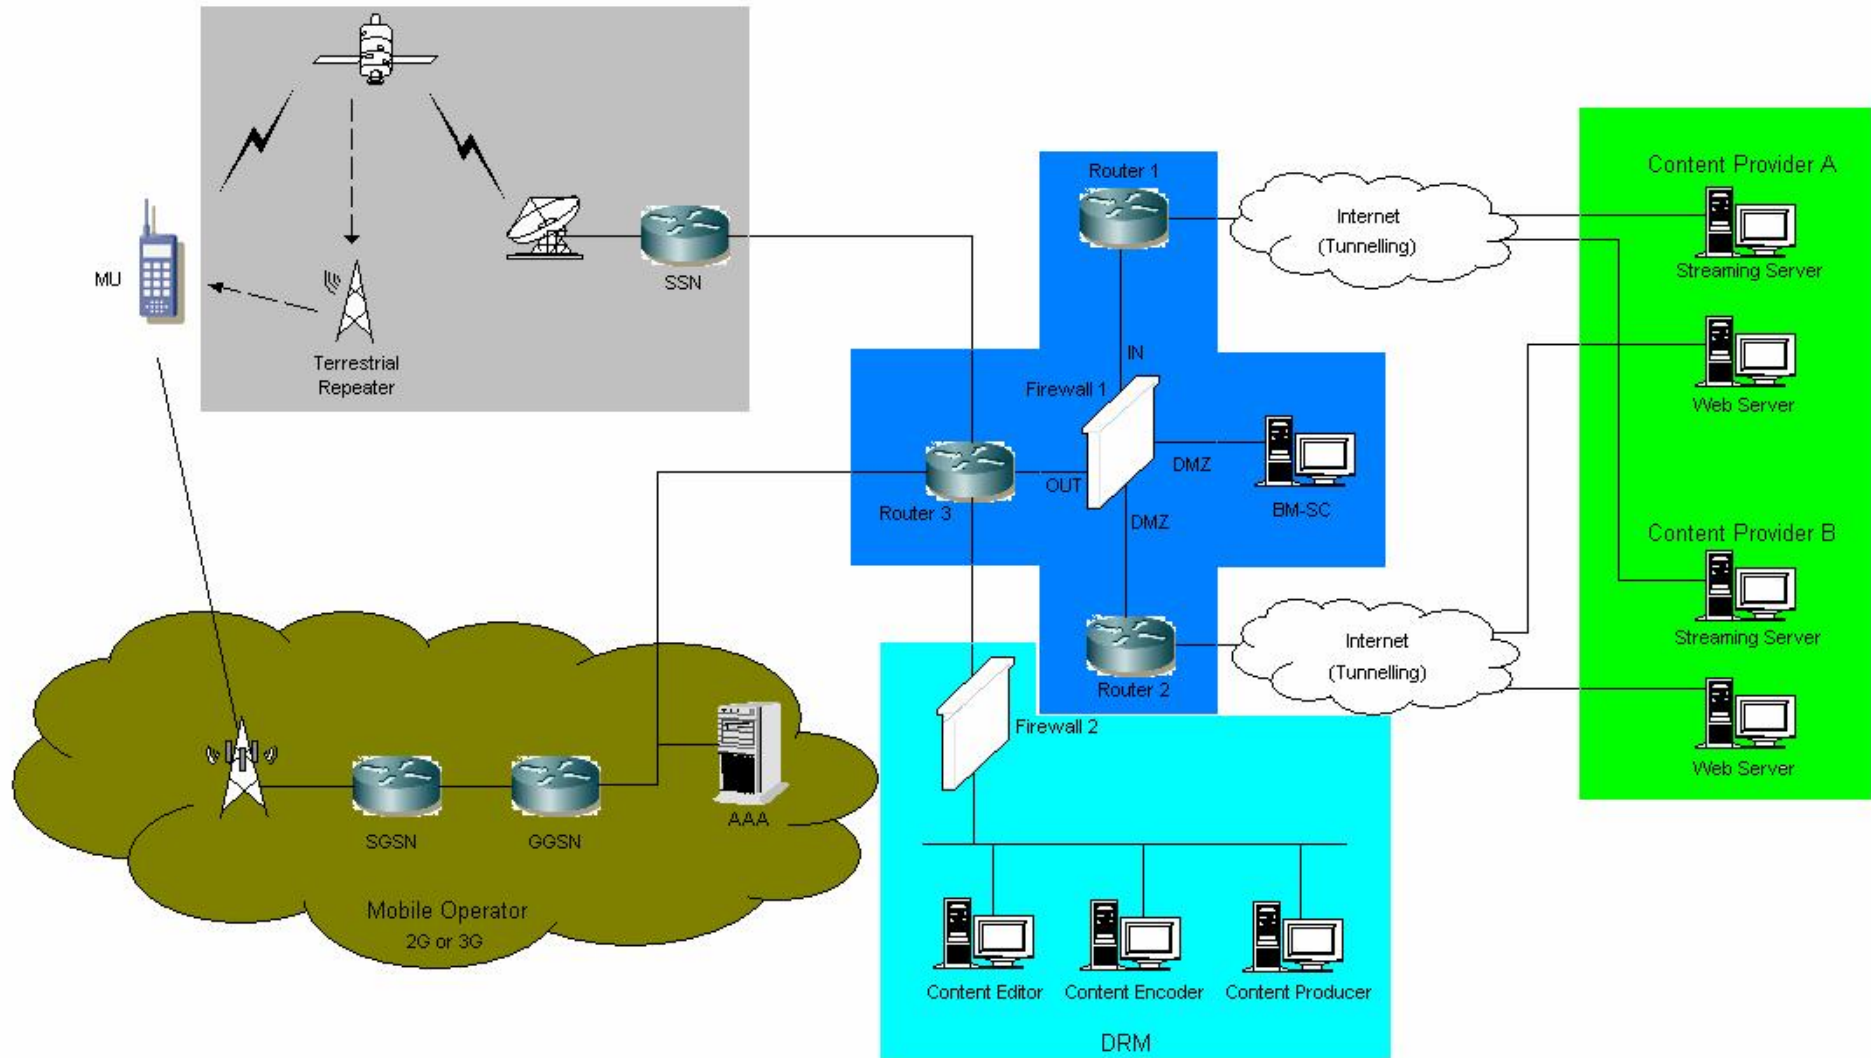 MU
Terrestrial
Repeater
SSN
Router 1
Internet
(Tunnelling)
Content Provider A
Streaming Server
Web Server
IN
Firewall 1
Router 3
OUT
DMZ
DMZ
BM-SC
Content Provider B
Streaming Server
Web Server
Router 2
Internet
(Tunnelling)
Firewall 2
SGSN
GGSN
AAA
Mobile Operator
2G or 3G
Content Editor
Content Encoder
Content Producer
DRM